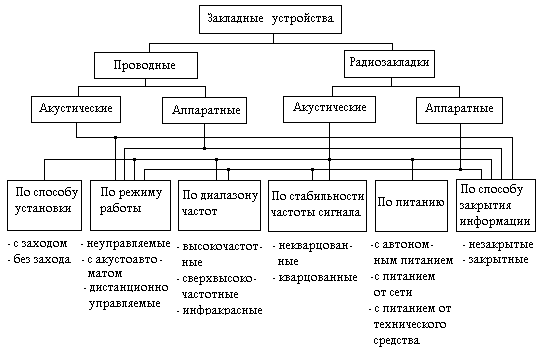 Закладные устройства
Проводные
Радиозакладки
Акустические
Аппаратные
Акустические
Аппаратные
По способу
установки
- с заходом
- без захода
По режиму
работы
- неуправляемые
- с акустоавто-
матом
- дистанционно
управляемые
По диапазону
частот
- высокочастот-
ные
- сверхвысоко-
частотные
- инфракрасные
По стабильности
частоты сигнала
- некварцован-
ные
- кварцованные
По питанию
- с автоном-
ным питанием
- с питанием
от сети
- с питанием от
технического
средства
По способу
закрытия
информации
- незакрытые
- закрытные